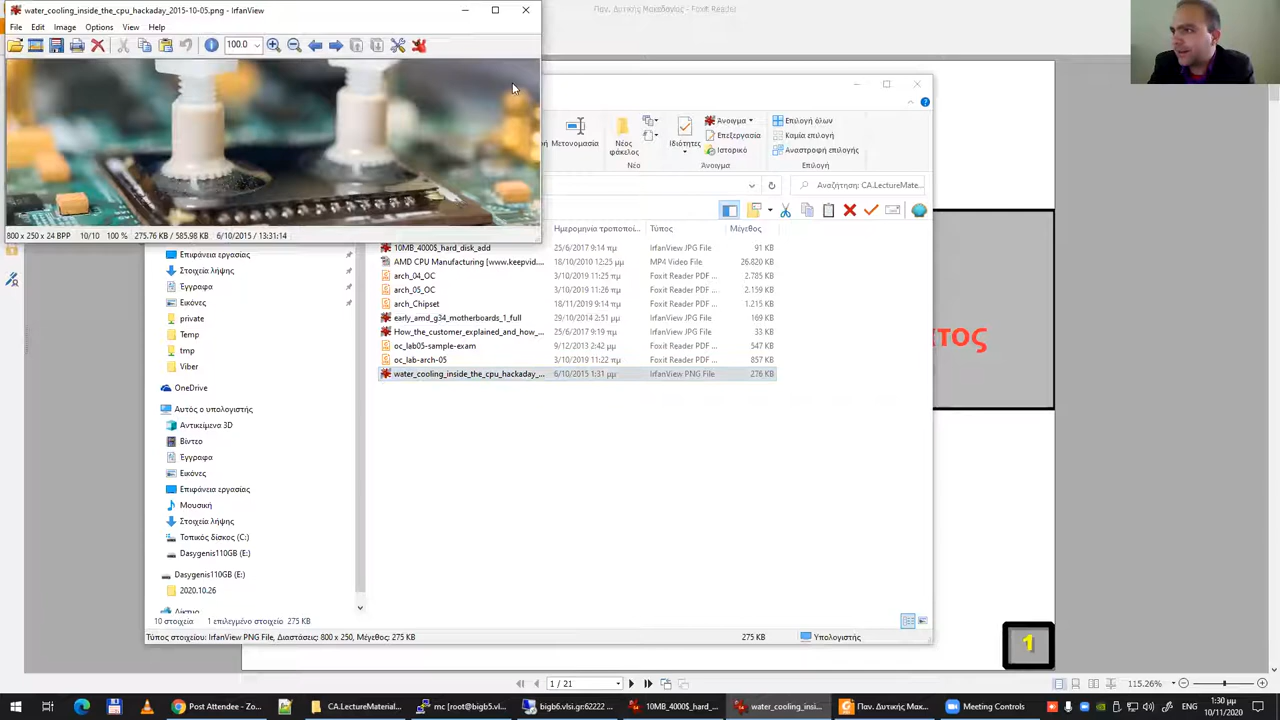 water_cooling_inside_the_cpu_hackaday_2015-10-05.png - IrfanView
Παν. Δυτικής Μακεδονίας - Foxit Reader
File Edit Image Options View Help
100.0
800 x 250 x 24 BPP 10/10 100 % 275.76 KB / 585.98 KB 6/10/2015 / 13:31:14
Μετονομασία
Νέος φάκελος
Νέο
Ιδιότητες
Άνοιγμα
Επεξεργασία
Ιστορικό
Άνοιγμα
Επιλογή όλων
Καμία επιλογή
Αναστροφή επιλογής
Επιλογή
Αναζήτηση: CA.LectureMate...
Ημερομηνία τροποποί... Τύπος Μέγεθος
10MB_4000$_hard_disk_add 25/6/2017 9:14 πμ IrfanView JPG File 91 KB
AMD CPU Manufacturing [www.keepvid.... 18/10/2010 12:25 μμ MP4 Video File 26.820 KB
arch_04_OC 3/10/2019 11:25 πμ Foxit Reader PDF ... 2.785 KB
arch_05_OC 3/10/2019 11:26 πμ Foxit Reader PDF ... 2.159 KB
arch_Chipset 18/11/2019 9:14 πμ Foxit Reader PDF ... 1.215 KB
early_amd_g34_motherboards_1_full 29/10/2014 2:51 μμ IrfanView JPG File 169 KB
How_the_customer_explained_and_how_... 25/6/2017 9:19 πμ IrfanView JPG File 33 KB
oc_lab05-sample-exam 9/12/2013 2:42 μμ Foxit Reader PDF ... 547 KB
oc_lab-arch-05 3/10/2019 11:22 πμ Foxit Reader PDF ... 857 KB
water_cooling_inside_the_cpu_hackaday_... 6/10/2015 1:31 μμ IrfanView PNG File 276 KB
Επιφάνεια εργασίας
Στοιχεία λήψης
Έγγραφα
Εικόνες
private
Temp
tmp
Viber
OneDrive
Αυτός ο υπολογιστής
Αντικείμενα 3D
Βίντεο
Έγγραφα
Εικόνες
Επιφάνεια εργασίας
Μουσική
Στοιχεία λήψης
Τοπικός δίσκος (C:)
Dasygenis110GB (E:)
Dasygenis110GB (E:)
2020.10.26
Δίκτυο
10 στοιχεία 1 επιλεγμένο στοιχείο 275 KB
Τύπος στοιχείου: IrfanView PNG File, Διαστάσεις: 800 x 250, Μέγεθος: 275 KB 275 KB Υπολογιστής
τος
1
1 / 21
115.26%
Post Attendee - Zo...
CA.LectureMaterial...
mc [root@bigb5.vl...
bigb6.vlsi.gr:62222 ...
10MB_4000$_hard...
water_cooling_insi...
Παν. Δυτικής Μακ...
Meeting Controls
1:30 μμ
10/11/2020